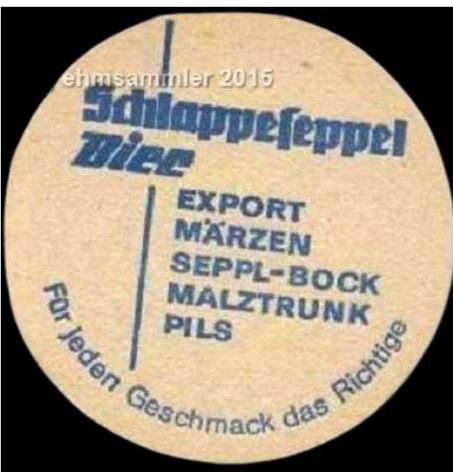 ehmsammler 2015
Schlappeseppel
Bier
EXPORT
MÄRZEN
SEPPL-BOCK
MALZTRUNK
PILS
Für jeden Geschmack das Richtige